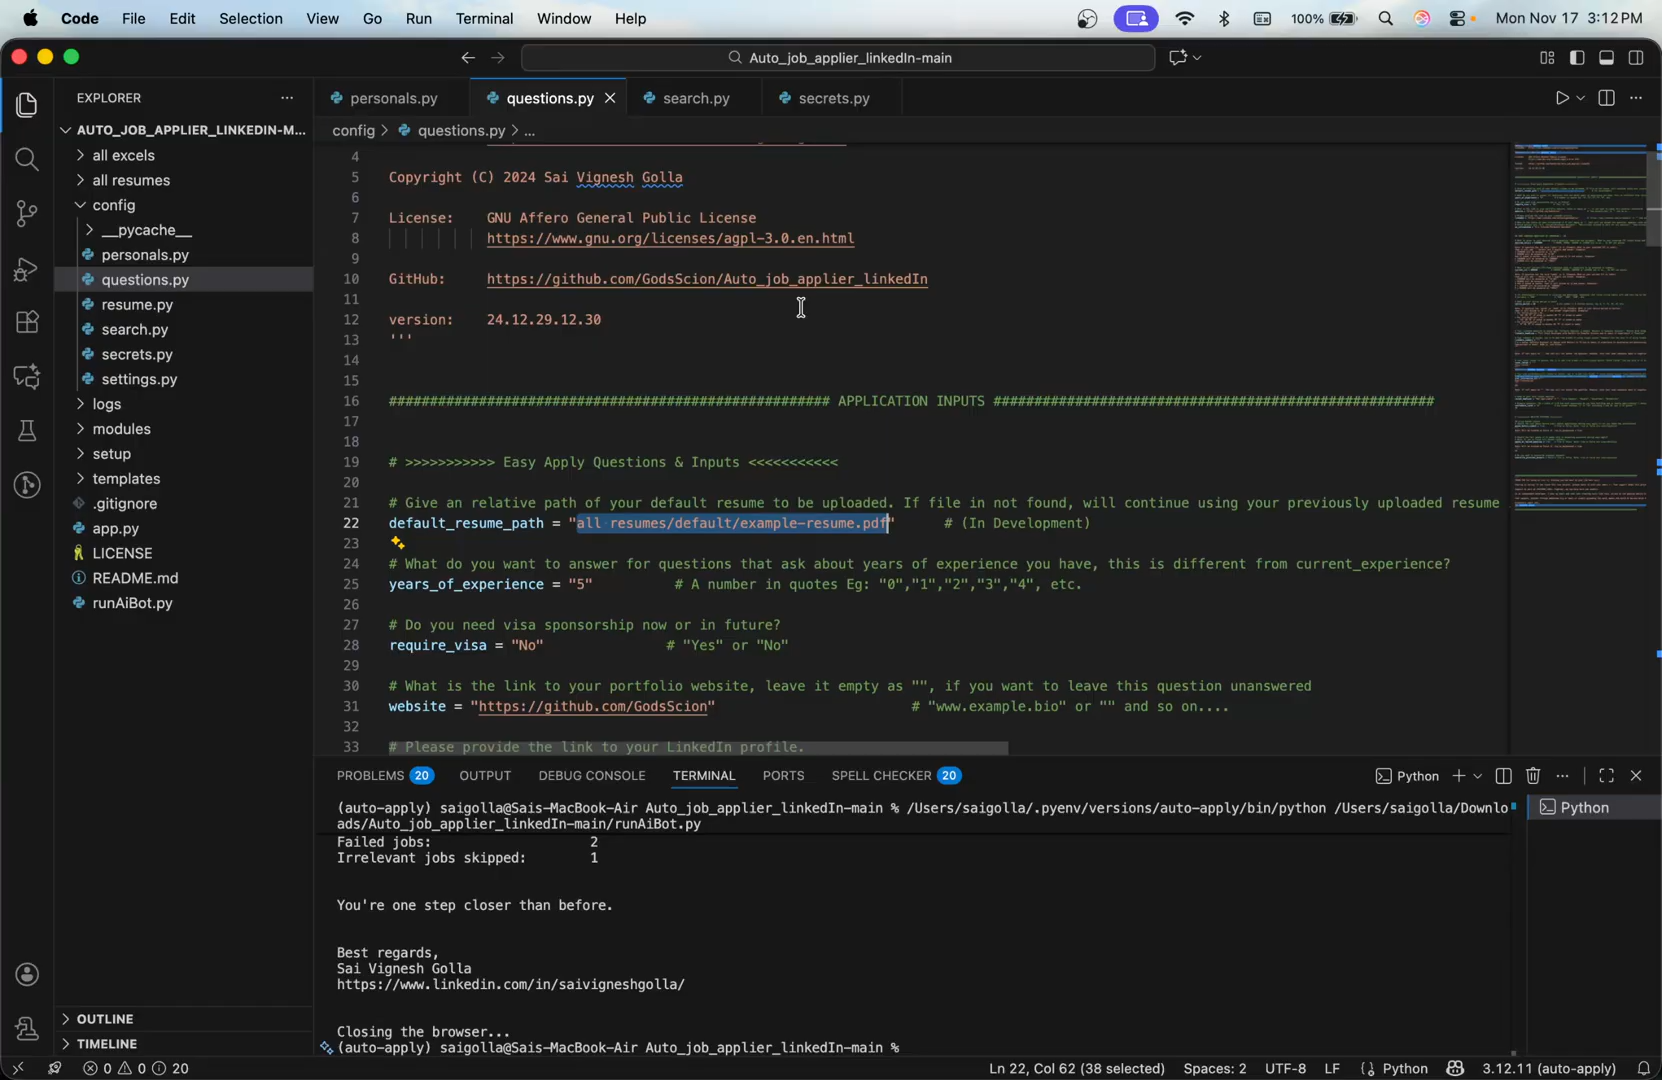 Code File Edit Selection View Go Run Terminal Window Help 100% Mon Nov 17 3:12 PM
Auto_job_applier_linkedIn-main
EXPLORER
AUTO_JOB_APPLIER_LINKEDIN-M...
all excels
all resumes
config
__pycache__
personals.py
questions.py
resume.py
search.py
secrets.py
settings.py
logs
modules
setup
templates
.gitignore
app.py
LICENSE
README.md
runAiBot.py
OUTLINE
TIMELINE
personals.py questions.py search.py secrets.py
config > questions.py > ...
4
5 Copyright (C) 2024 Sai Vignesh Golla
6
7 License: GNU Affero General Public License
8 https://www.gnu.org/licenses/agpl-3.0.en.html
9
10 GitHub: https://github.com/GodsScion/Auto_job_applier_linkedIn
11
12 version: 24.12.29.12.30
13 '''
14
15
16 ###################################################### APPLICATION INPUTS ######################################################
17
18
19 # >>>>>>>>>>> Easy Apply Questions & Inputs <<<<<<<<<<<
20
21 # Give an relative path of your default resume to be uploaded. If file in not found, will continue using your previously uploaded resume
22 default_resume_path = "all resumes/default/example-resume.pdf" # (In Development)
23
24 # What do you want to answer for questions that ask about years of experience you have, this is different from current_experience?
25 years_of_experience = "5" # A number in quotes Eg: "0","1","2","3","4", etc.
26
27 # Do you need visa sponsorship now or in future?
28 require_visa = "No" # "Yes" or "No"
29
30 # What is the link to your portfolio website, leave it empty as "", if you want to leave this question unanswered
31 website = "https://github.com/GodsScion" # "www.example.bio" or "" and so on....
32
33 # Please provide the link to your LinkedIn profile.
PROBLEMS 20 OUTPUT DEBUG CONSOLE TERMINAL PORTS SPELL CHECKER 20 Python
Python
(auto-apply) saigolla@Sais-MacBook-Air Auto_job_applier_linkedIn-main % /Users/saigolla/.pyenv/versions/auto-apply/bin/python /Users/saigolla/Downlo
ads/Auto_job_applier_linkedIn-main/runAiBot.py
Failed jobs: 2
Irrelevant jobs skipped: 1
You're one step closer than before.
Best regards,
Sai Vignesh Golla
https://www.linkedin.com/in/saivigneshgolla/
Closing the browser...
(auto-apply) saigolla@Sais-MacBook-Air Auto_job_applier_linkedIn-main %
0 0 20 Ln 22, Col 62 (38 selected) Spaces: 2 UTF-8 LF Python 3.12.11 (auto-apply)